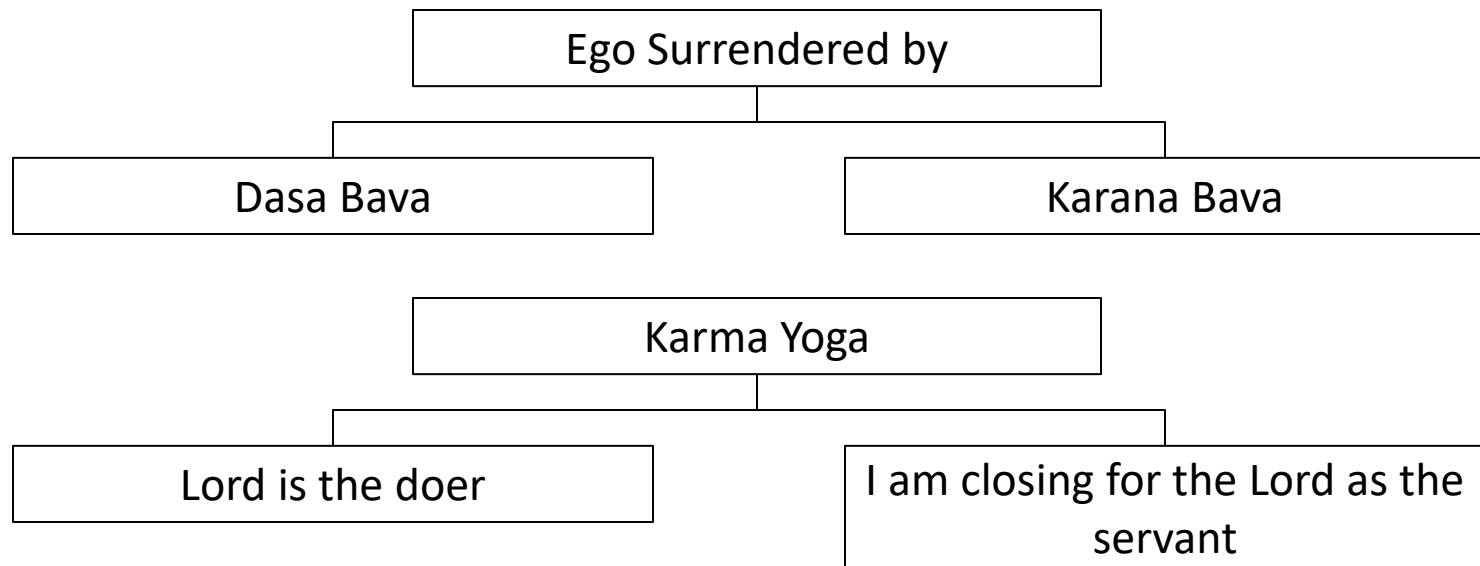 Ego Surrendered by
Dasa Bava
Karana Bava
Karma Yoga
Lord is the doer
I am closing for the Lord as the
servant